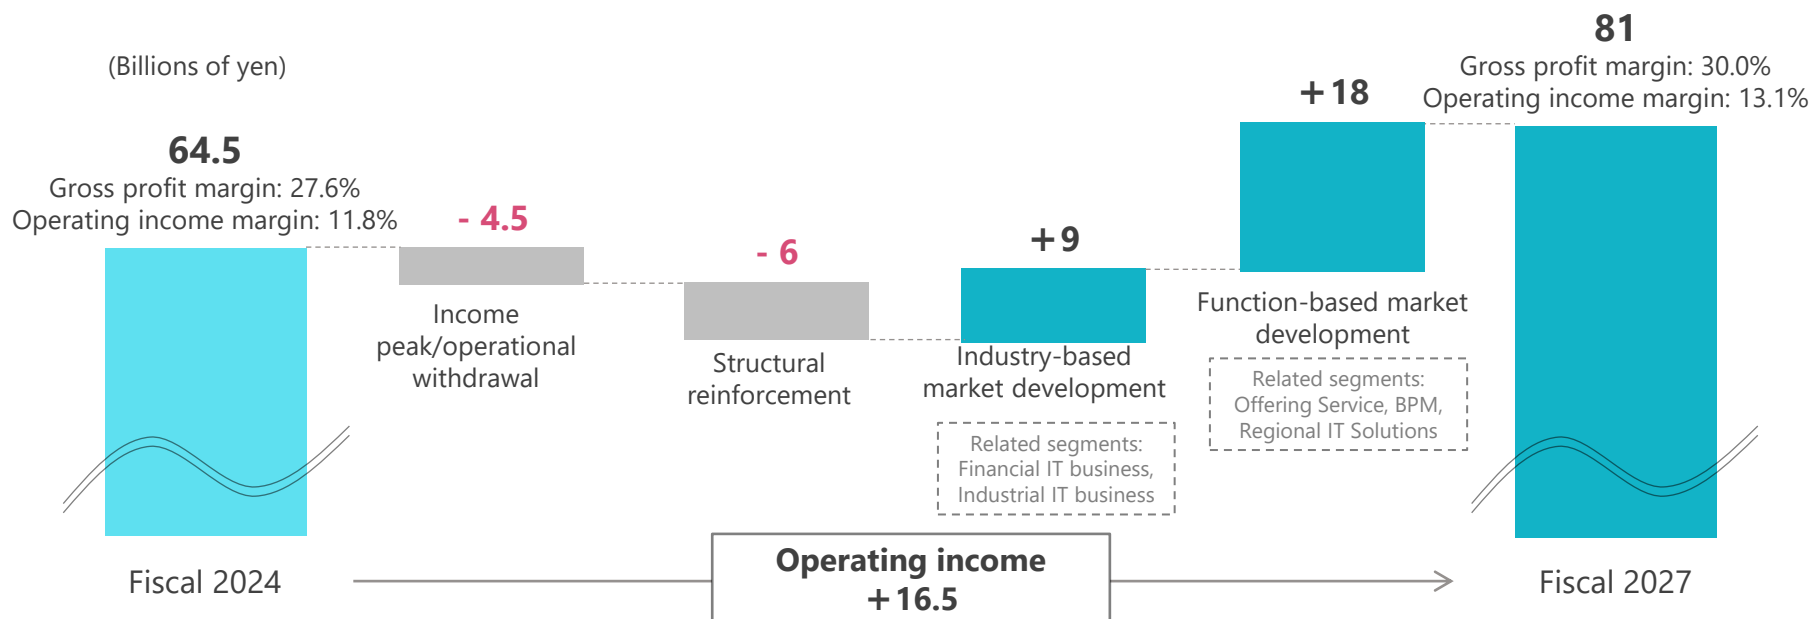 (Billions of yen)
64.5
Gross profit margin: 27.6%
Operating income margin: 11.8%
- 4.5
Income
peak/operational
withdrawal
- 6
Structural
reinforcement
+9
Industry-based
market development
Related segments:
Financial IT business,
Industrial IT business
+18
Function-based market
development
Related segments:
Offering Service, BPM,
Regional IT Solutions
81
Gross profit margin: 30.0%
Operating income margin: 13.1%
Fiscal 2024
Operating income
+16.5
Fiscal 2027